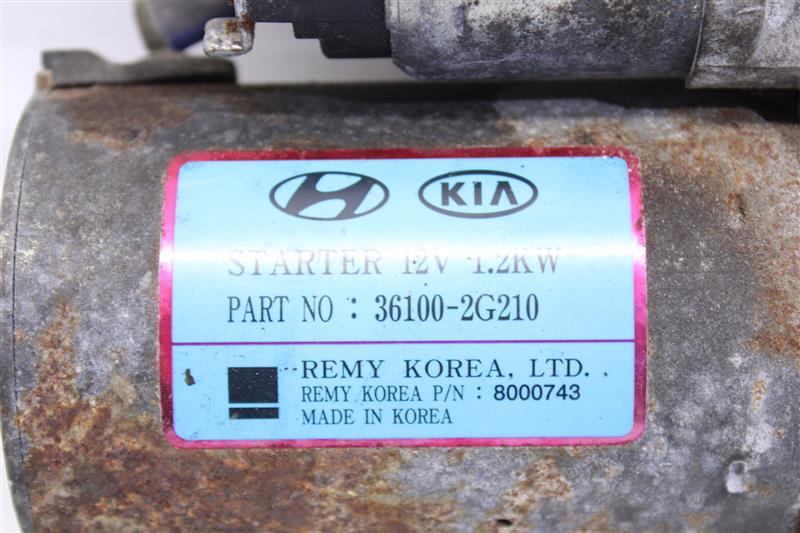 KIA
STARTER 12V 1.2KW
PART NO : 36100-2G210
REMY KOREA, LTD.
REMY KOREA P/N : 8000743
MADE IN KOREA